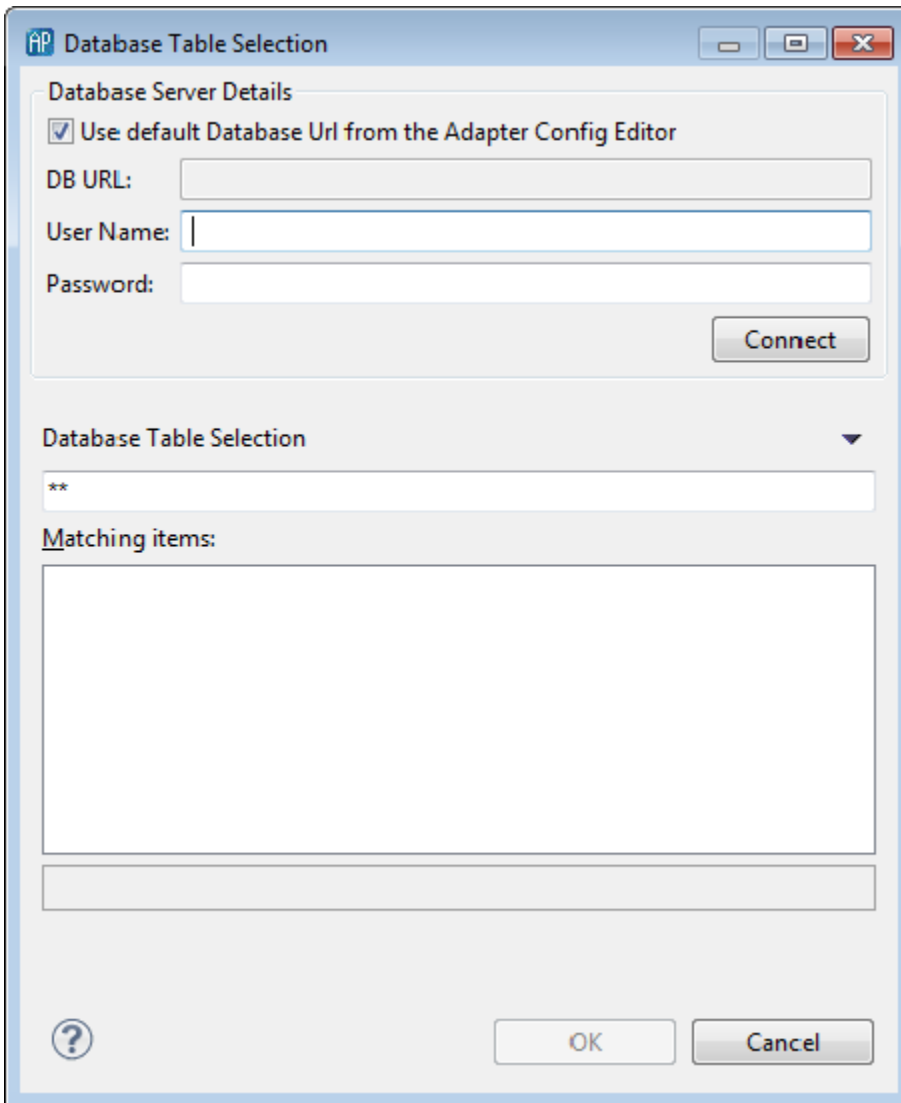 AP Database Table Selection
Database Server Details
Use default Database Url from the Adapter Config Editor
DB URL:
User Name:
Password:
Connect
Database Table Selection
**
Matching items:
?
OK
Cancel